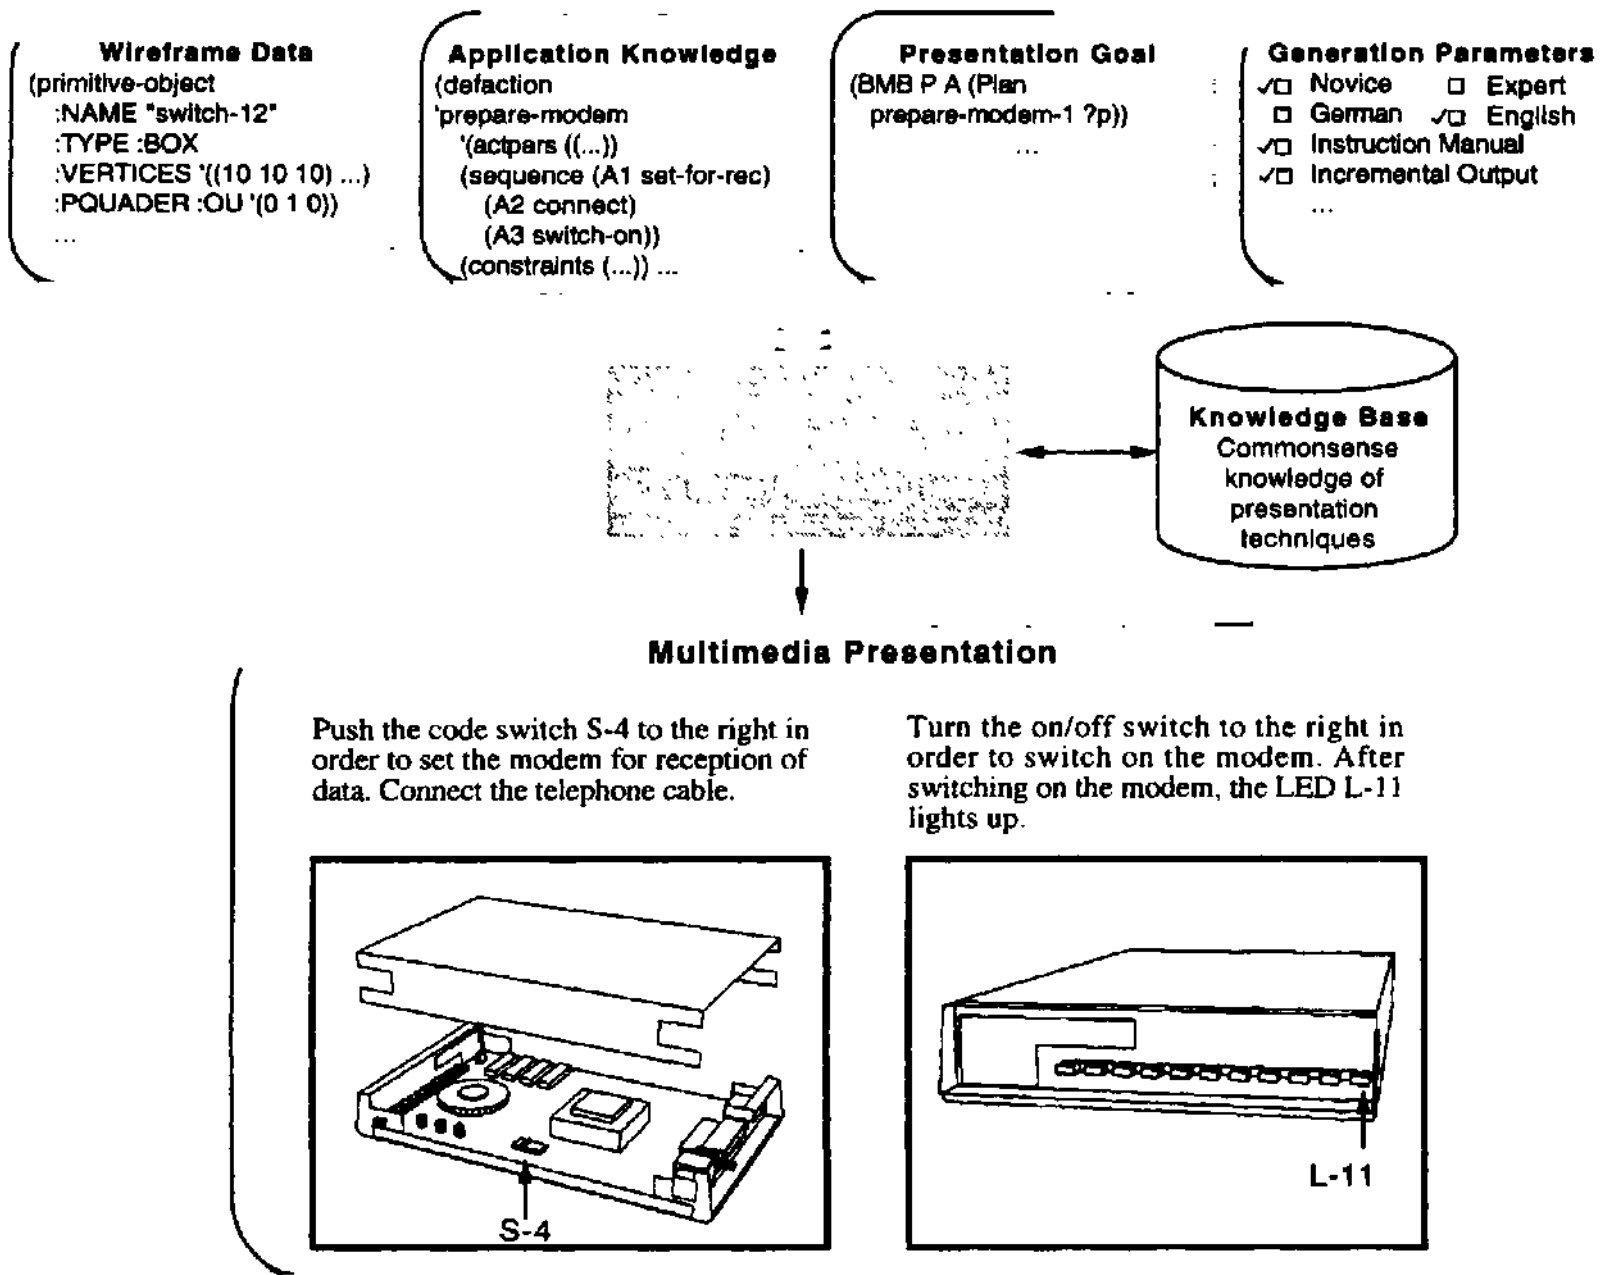 Wireframe Data
(primitive-object
:NAME "switch-12"
:TYPE :BOX
:VERTICES '((10 10 10) ...)
:PQUADER :OU '(0 1 0))
...
Application Knowledge
(defaction
'prepare-modem
'(actpars ((...))
(sequence (A1 set-for-rec)
(A2 connect)
(A3 switch-on))
(constraints (...)) ...
Presentation Goal
(BMB P A (Plan
prepare-modem-1 ?p))
...
Generation Parameters
✓□ Novice □ Expert
□ German ✓□ English
✓□ Instruction Manual
✓□ Incremental Output
...
Knowledge Base
Commonsense
knowledge of
presentation
techniques
Multimedia Presentation
Push the code switch S-4 to the right in
order to set the modem for reception of
data. Connect the telephone cable.
S-4
Turn the on/off switch to the right in
order to switch on the modem. After
switching on the modem, the LED L-11
lights up.
L-11